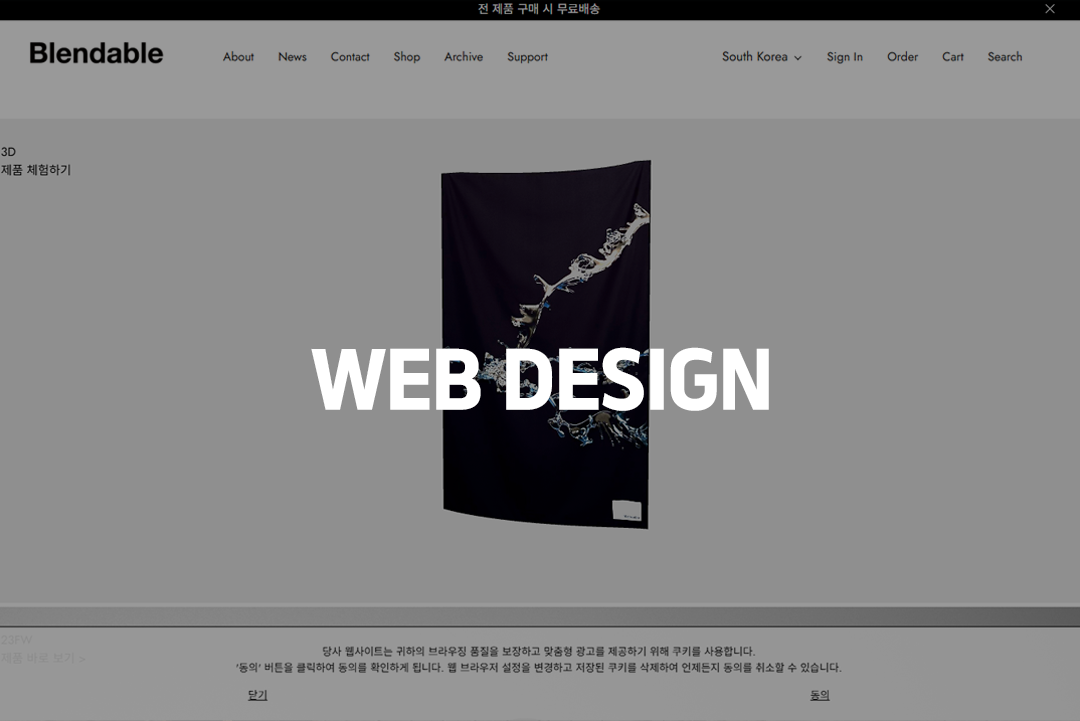 전 제품 구매 시 무료배송
Blendable
About News Contact Shop Archive Support
South Korea Sign In Order Cart Search
3D
제품 체험하기
WEB DESIGN
23FW
제품 바로 보기 >
당사 웹사이트는 귀하의 브라우징 품질을 보장하고 맞춤형 광고를 제공하기 위해 쿠키를 사용합니다.
'동의' 버튼을 클릭하여 동의를 확인하게 됩니다. 웹 브라우저 설정을 변경하고 저장된 쿠키를 삭제하여 언제든지 동의를 취소할 수 있습니다.
닫기 동의